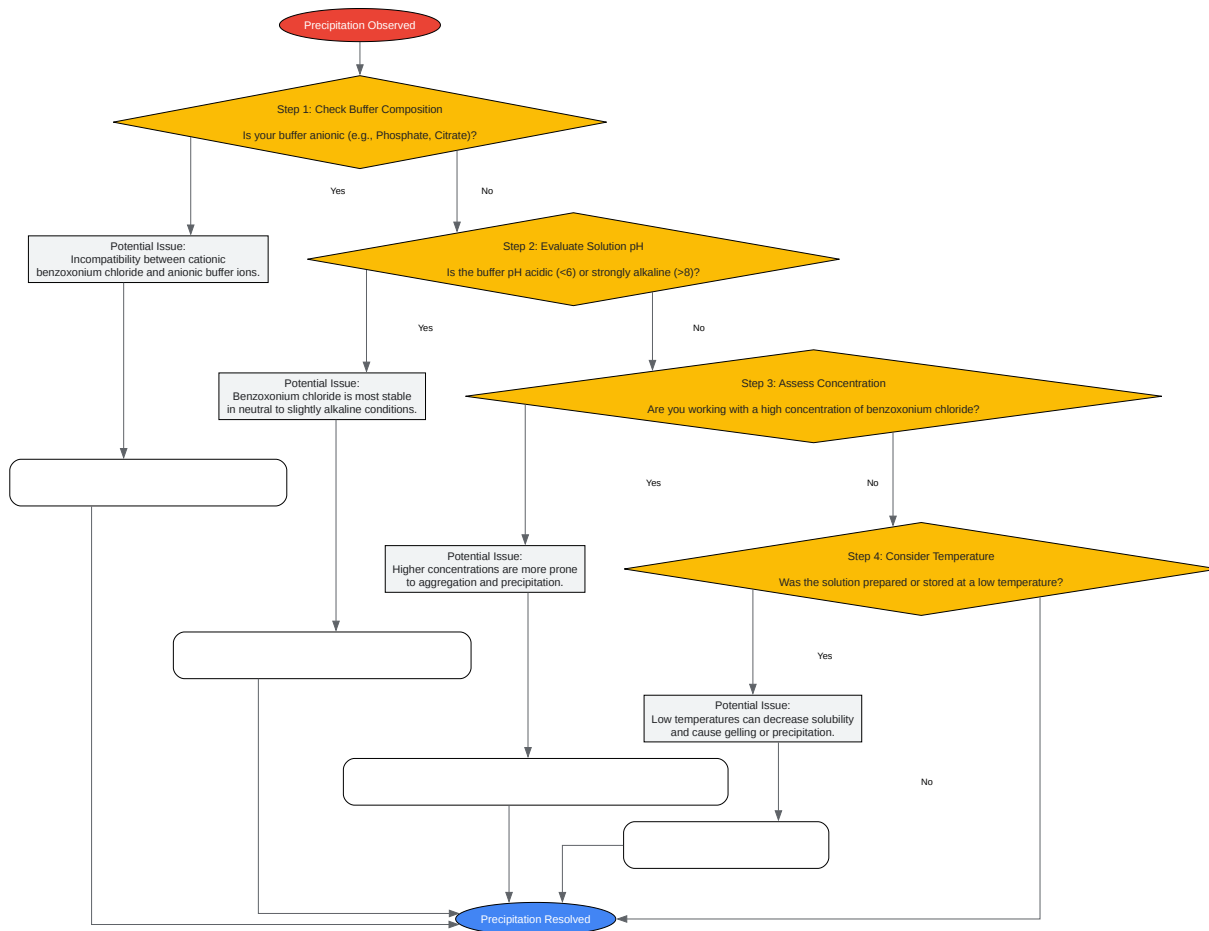 Precipitation Observed
Step 1: Check Buffer Composition
Is your buffer anionic (e.g., Phosphate, Citrate)?
Yes
No
Potential Issue:
Incompatibility between cationic
benzoxonium chloride and anionic buffer ions.
Step 2: Evaluate Solution pH
Is the buffer pH acidic (<6) or strongly alkaline (>8)?
Yes
No
Potential Issue:
Benzoxonium chloride is most stable
in neutral to slightly alkaline conditions.
Step 3: Assess Concentration
Are you working with a high concentration of benzoxonium chloride?
Yes
No
Potential Issue:
Higher concentrations are more prone
to aggregation and precipitation.
Step 4: Consider Temperature
Was the solution prepared or stored at a low temperature?
Yes
Potential Issue:
Low temperatures can decrease solubility
and cause gelling or precipitation.
No
Precipitation Resolved